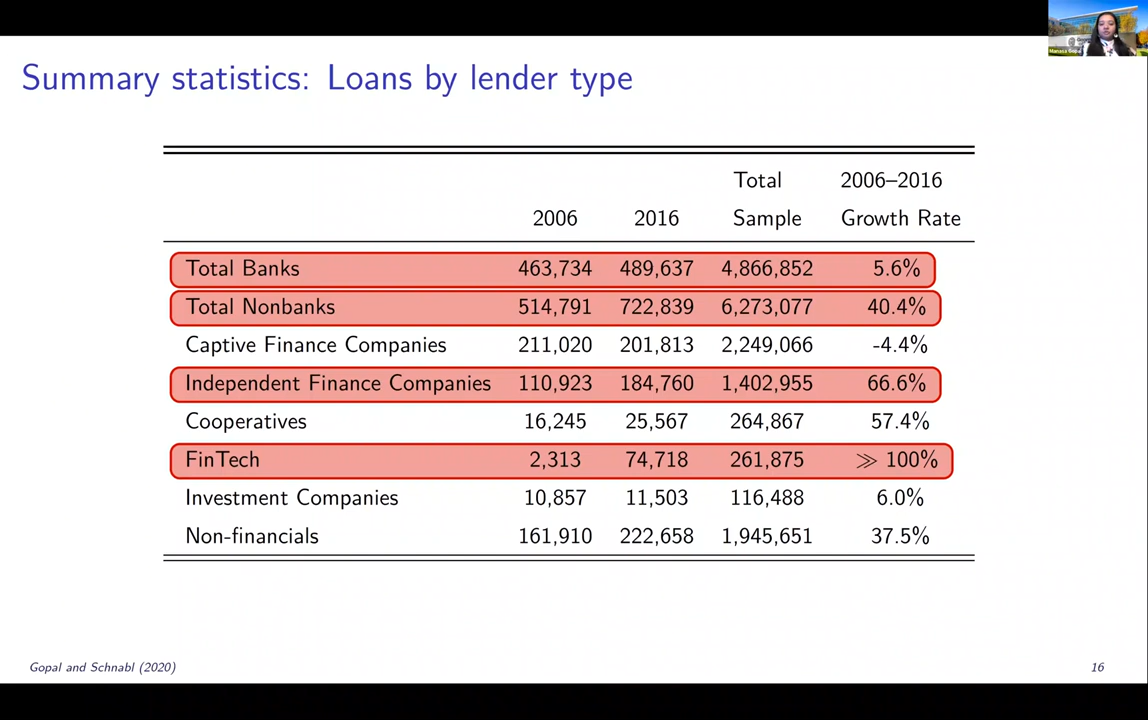 Manasa Gopal
Summary statistics: Loans by lender type
Total 2006–2016
2006 2016 Sample Growth Rate
Total Banks 463,734 489,637 4,866,852 5.6%
Total Nonbanks 514,791 722,839 6,273,077 40.4%
Captive Finance Companies 211,020 201,813 2,249,066 -4.4%
Independent Finance Companies 110,923 184,760 1,402,955 66.6%
Cooperatives 16,245 25,567 264,867 57.4%
FinTech 2,313 74,718 261,875 ≫ 100%
Investment Companies 10,857 11,503 116,488 6.0%
Non-financials 161,910 222,658 1,945,651 37.5%
Gopal and Schnabl (2020) 16